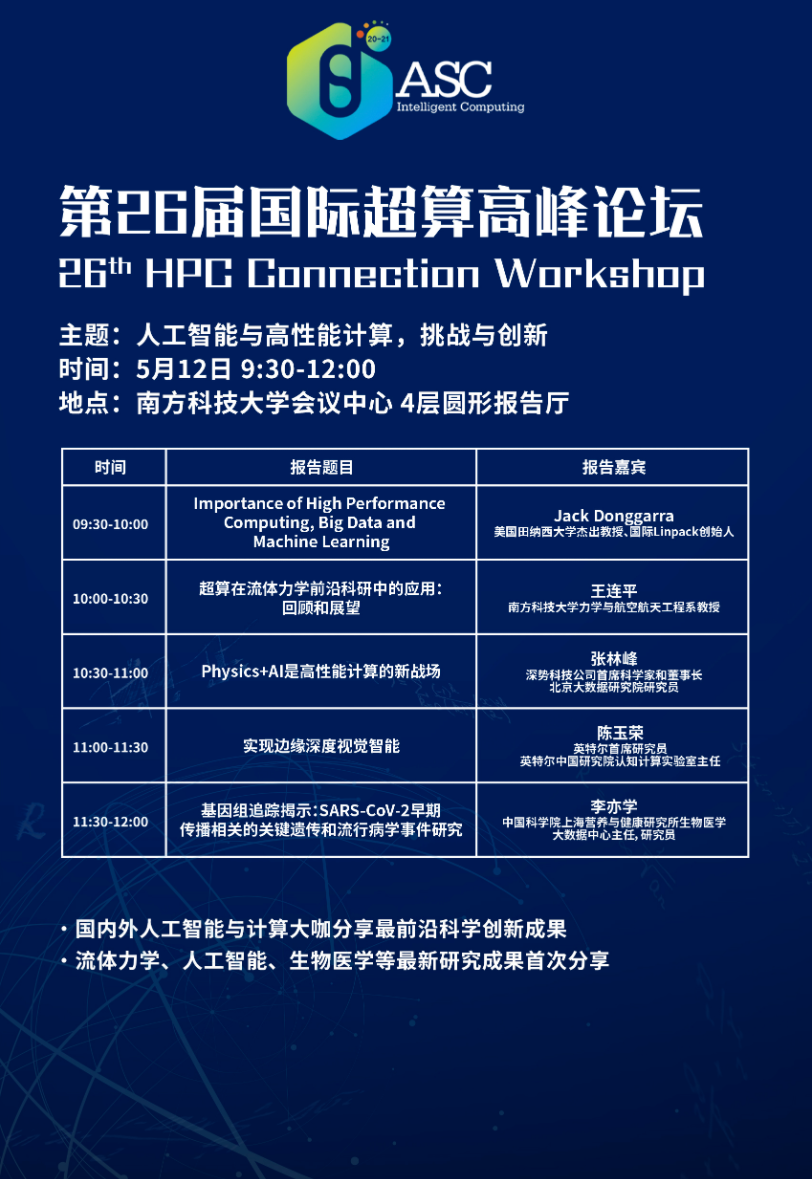 20-21
ASC
Intelligent Computing
第26届国际超算高峰论坛
26th HPC Connection Workshop
主题：人工智能与高性能计算，挑战与创新
时间：5月12日 9:30-12:00
地点：南方科技大学会议中心 4层圆形报告厅
时间 报告题目 报告嘉宾
09:30-10:00
Importance of High Performance
Computing, Big Data and
Machine Learning
Jack Donggarra
美国田纳西大学杰出教授、国际Linpack创始人
10:00-10:30
超算在流体力学前沿科研中的应用：
回顾和展望
王连平
南方科技大学力学与航空航天工程系教授
10:30-11:00
Physics+AI是高性能计算的新战场
张林峰
深势科技公司首席科学家和董事长
北京大数据研究院研究员
11:00-11:30
实现边缘深度视觉智能
陈玉荣
英特尔首席研究员
英特尔中国研究院认知计算实验室主任
11:30-12:00
基因组追踪揭示：SARS-CoV-2早期
传播相关的关键遗传和流行病学事件研究
李亦学
中国科学院上海营养与健康研究所生物医学
大数据中心主任, 研究员
· 国内外人工智能与计算大咖分享最前沿科学创新成果
· 流体力学、人工智能、生物医学等最新研究成果首次分享